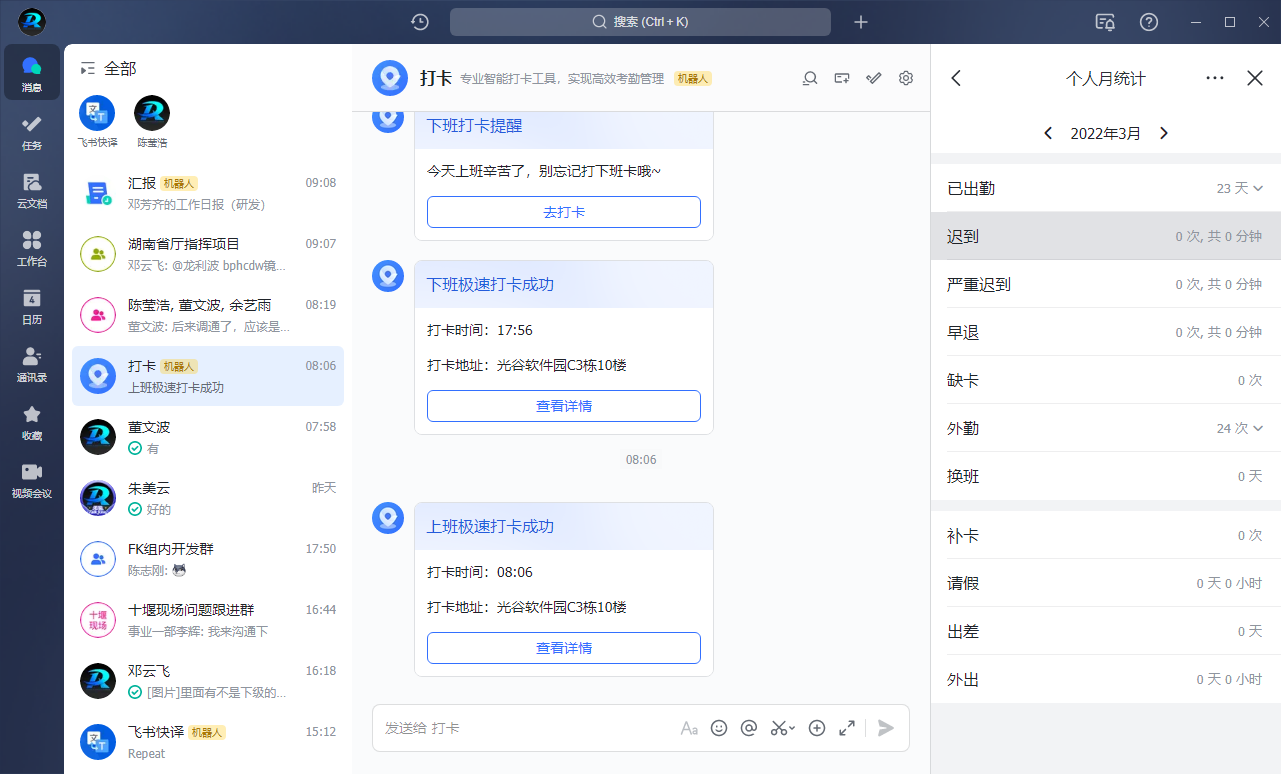 搜索 (Ctrl + K)
消息
任务
云文档
工作台
4
日历
通讯录
收藏
视频会议
全部
飞书快译
陈莹浩
汇报 机器人 09:08
邓芳齐的工作日报（研发）
湖南省厅指挥项目 09:07
邓云飞: @龙利波 bphcdw镜...
陈莹浩, 董文波, 余艺雨 08:19
董文波: 后来调通了，应该是...
打卡 机器人 08:06
上班极速打卡成功
董文波 07:58
有
朱美云 昨天
好的
FK组内开发群 17:50
陈志刚:
十堰现场
十堰现场问题跟进群 16:44
事业一部李辉: 我来沟通下
邓云飞 16:18
[图片]里面有不是下级的...
飞书快译 机器人 15:12
Repeat
打卡 专业智能打卡工具，实现高效考勤管理 机器人
下班打卡提醒
今天上班辛苦了，别忘记打下班卡哦~
去打卡
下班极速打卡成功
打卡时间：17:56
打卡地址：光谷软件园C3栋10楼
查看详情
08:06
上班极速打卡成功
打卡时间：08:06
打卡地址：光谷软件园C3栋10楼
查看详情
发送给 打卡
Aa
个人月统计
2022年3月
已出勤 23 天
迟到 0 次, 共 0 分钟
严重迟到 0 次, 共 0 分钟
早退 0 次, 共 0 分钟
缺卡 0 次
外勤 24 次
换班 0 天
补卡 0 次
请假 0 天 0 小时
出差 0 天
外出 0 天 0 小时